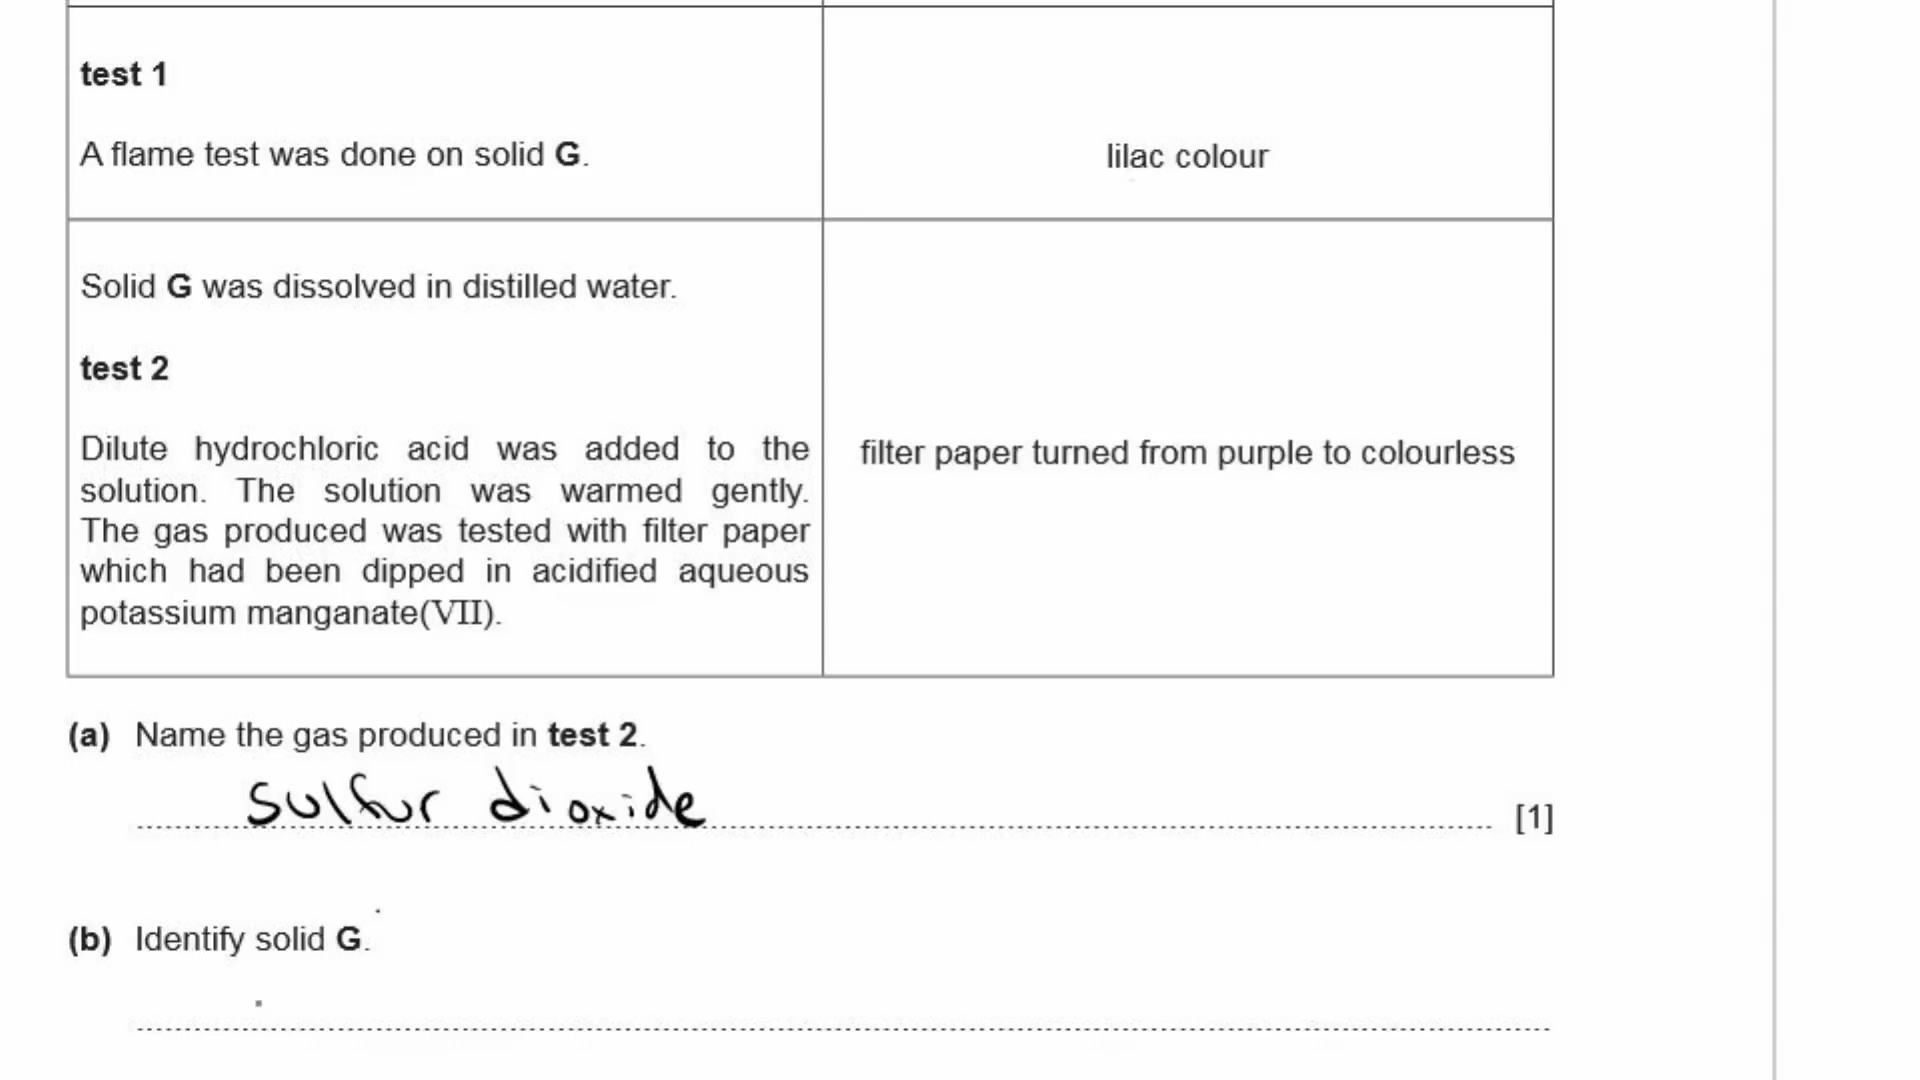 test 1
A flame test was done on solid G.
lilac colour
Solid G was dissolved in distilled water.
test 2
Dilute hydrochloric acid was added to the
solution. The solution was warmed gently.
The gas produced was tested with filter paper
which had been dipped in acidified aqueous
potassium manganate(VII).
filter paper turned from purple to colourless
(a) Name the gas produced in test 2.
sulfur dioxide [1]
(b) Identify solid G.